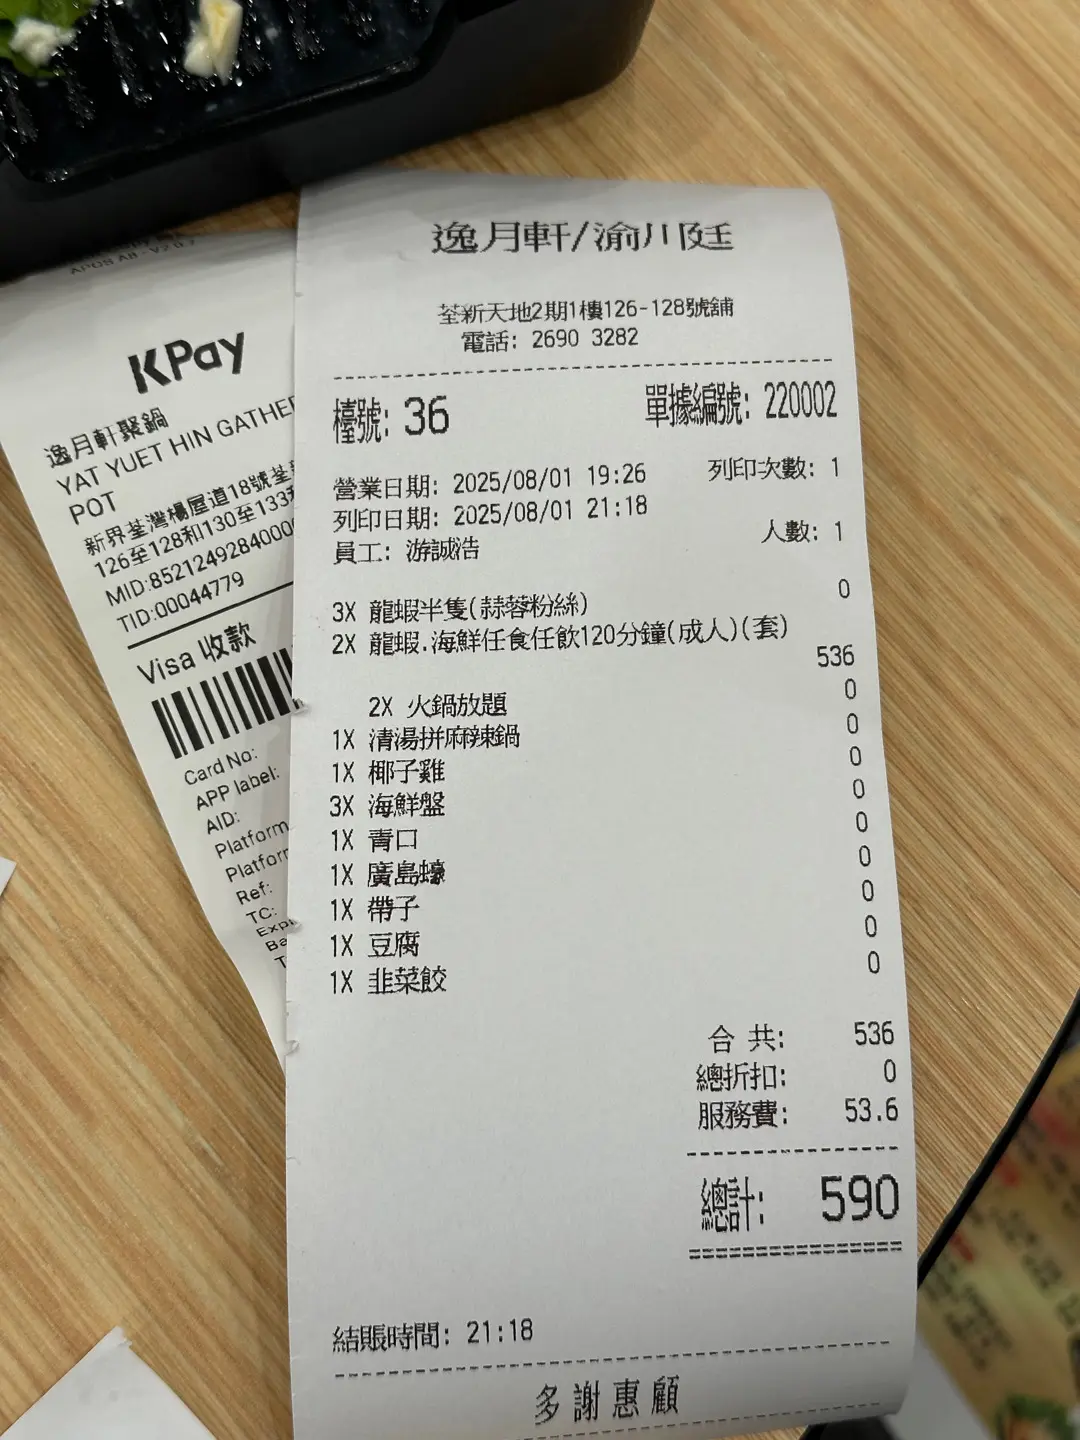 APOS A8 - V2.0.7
KPay
逸月軒聚鍋
YAT YUET HIN GATHER
POT
新界荃灣楊屋道18號荃新
126至128和130至133
MID:85212492840000
TID:00044779
Visa 收款
Card No:
APP label:
AID:
Platform
Platform
Ref:
TC:
逸月軒/渝川廷
荃新天地2期1樓126-128號舖
電話: 2690 3282
檯號: 36 單據編號: 220002
營業日期: 2025/08/01 19:26 列印次數: 1
列印日期: 2025/08/01 21:18
員工: 游誠浩 人數: 1
3X 龍蝦半隻(蒜蓉粉絲) 0
2X 龍蝦.海鮮任食任飲120分鐘(成人)(套)
536
2X 火鍋放題 0
1X 清湯拼麻辣鍋 0
1X 椰子雞 0
3X 海鮮盤 0
1X 青口 0
1X 廣島蠔 0
1X 帶子 0
1X 豆腐 0
1X 韭菜餃 0
合 共: 536
總折扣: 0
服務費: 53.6
總計: 590
結賬時間: 21:18
多謝惠顧